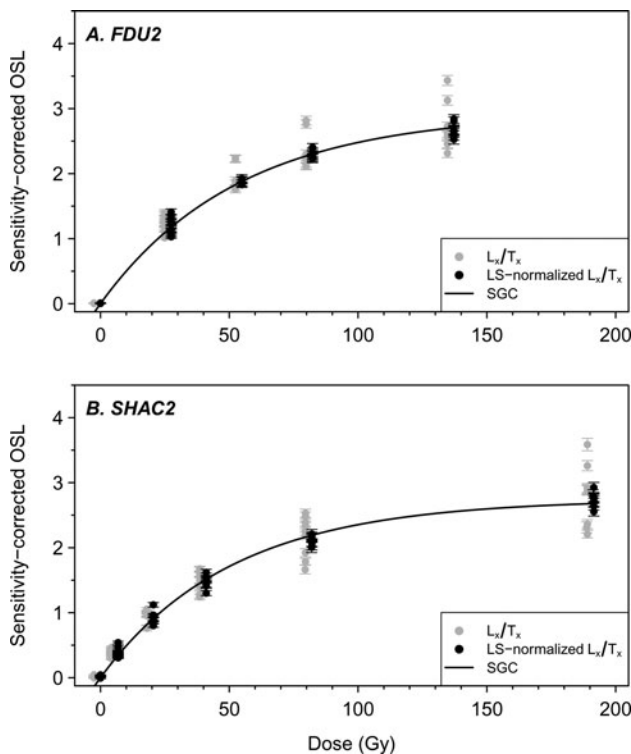 A. FDU2
Sensitivity−corrected OSL
4
3
2
1
0
Lx/Tx
LS−normalized Lx/Tx
SGC
0 50 100 150 200
B. SHAC2
Sensitivity−corrected OSL
4
3
2
1
0
Lx/Tx
LS−normalized Lx/Tx
SGC
0 50 100 150 200
Dose (Gy)